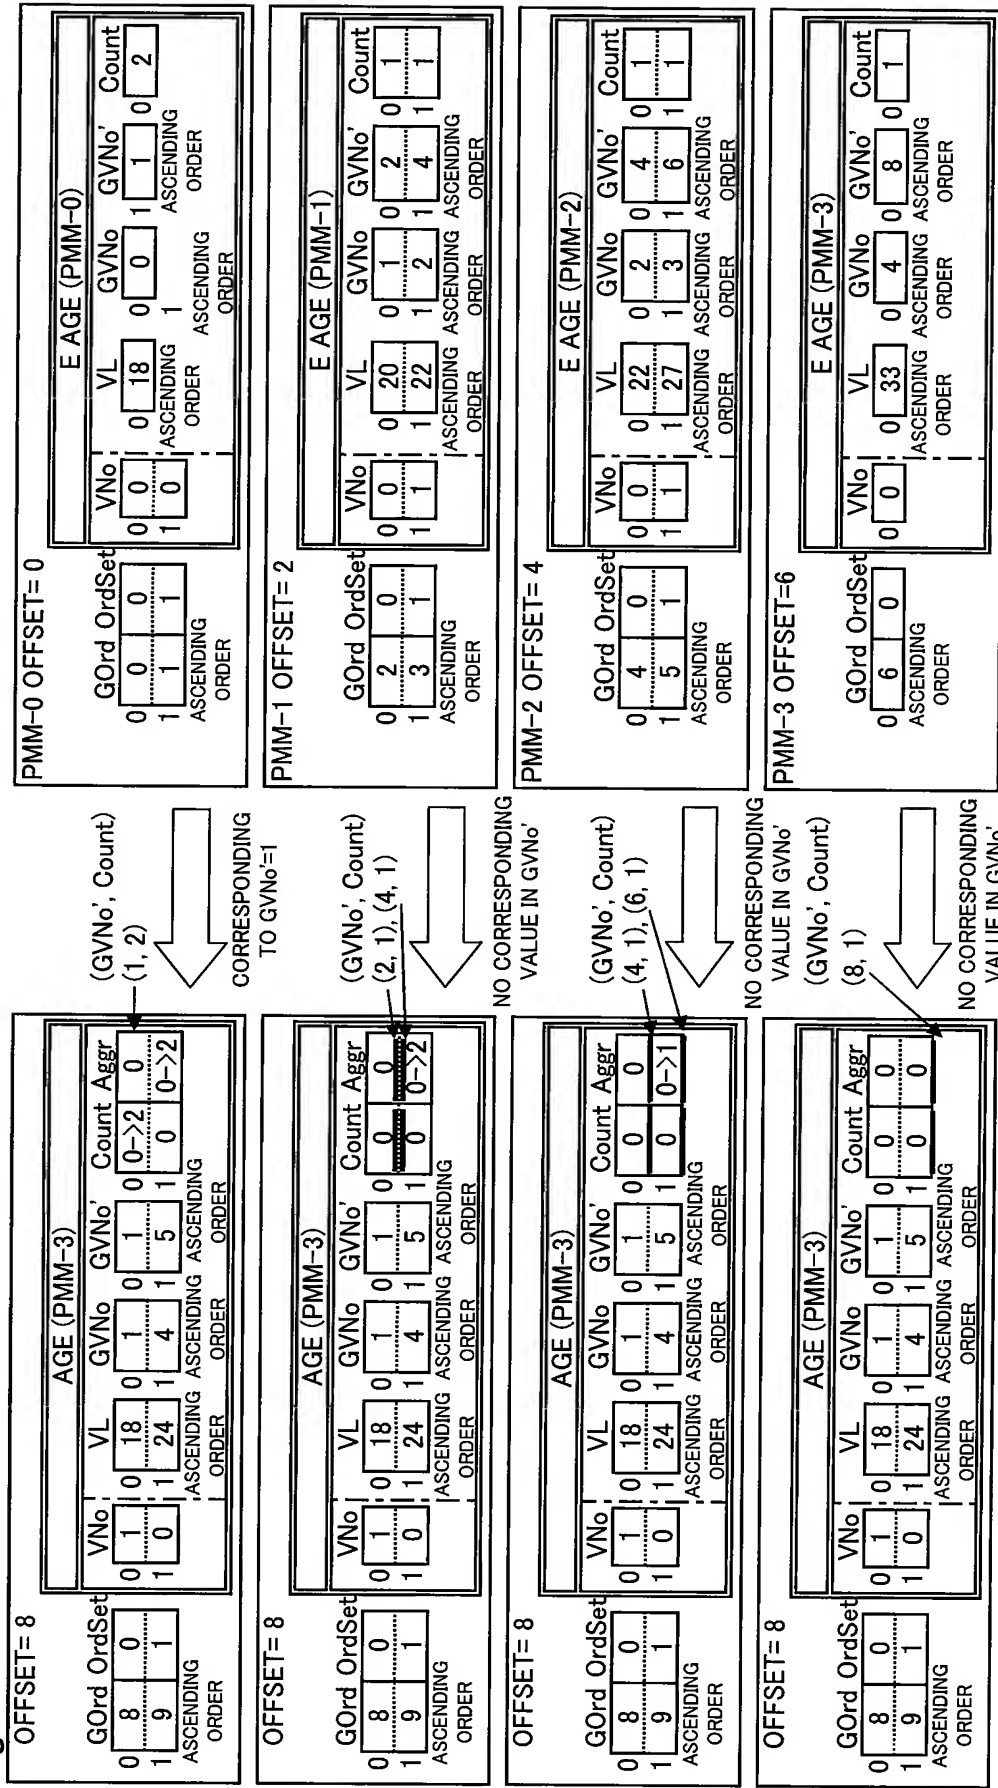 OFFSET= 8
AGE (PMM-3)
GOrd OrdSet VNo VL GVNo GVNo' Count Aggr
0 8 0 0 1 0 18 0 1 0 1 0 0->2 0
1 9 1 1 0 1 24 1 4 1 5 1 0 0->2
ASCENDING ORDER ASCENDING ORDER ASCENDING ORDER ASCENDING ORDER
(GVNo', Count)
(1, 2)
CORRESPONDING
TO GVNo'=1
PMM-0 OFFSET= 0
E AGE (PMM-0)
GOrd OrdSet VNo VL GVNo GVNo' Count
0 0 0 0 0 0 18 0 0 1 1 0 2
1 1 1 1 0 1
ASCENDING ORDER ASCENDING ORDER ASCENDING ORDER ASCENDING ORDER
OFFSET= 8
AGE (PMM-3)
GOrd OrdSet VNo VL GVNo GVNo' Count Aggr
0 8 0 0 1 0 18 0 1 0 1 0 0 0
1 9 1 1 0 1 24 1 4 1 5 1 0 0->2
ASCENDING ORDER ASCENDING ORDER ASCENDING ORDER ASCENDING ORDER
(GVNo', Count)
(2, 1), (4, 1)
NO CORRESPONDING
VALUE IN GVNo'
PMM-1 OFFSET= 2
E AGE (PMM-1)
GOrd OrdSet VNo VL GVNo GVNo' Count
0 2 0 0 0 0 20 0 1 0 2 0 1
1 3 1 1 1 1 22 1 2 1 4 1 1
ASCENDING ORDER ASCENDING ORDER ASCENDING ORDER ASCENDING ORDER
OFFSET= 8
AGE (PMM-3)
GOrd OrdSet VNo VL GVNo GVNo' Count Aggr
0 8 0 0 1 0 18 0 1 0 1 0 0 0
1 9 1 1 0 1 24 1 4 1 5 1 0 0->1
ASCENDING ORDER ASCENDING ORDER ASCENDING ORDER ASCENDING ORDER
(GVNo', Count)
(4, 1), (6, 1)
NO CORRESPONDING
VALUE IN GVNo'
PMM-2 OFFSET= 4
E AGE (PMM-2)
GOrd OrdSet VNo VL GVNo GVNo' Count
0 4 0 0 0 0 22 0 2 0 4 0 1
1 5 1 1 1 1 27 1 3 1 6 1 1
ASCENDING ORDER ASCENDING ORDER ASCENDING ORDER ASCENDING ORDER
OFFSET= 8
AGE (PMM-3)
GOrd OrdSet VNo VL GVNo GVNo' Count Aggr
0 8 0 0 1 0 18 0 1 0 1 0 0 0
1 9 1 1 0 1 24 1 4 1 5 1 0 0
ASCENDING ORDER ASCENDING ORDER ASCENDING ORDER ASCENDING ORDER
(GVNo', Count)
(8, 1)
NO CORRESPONDING
VALUE IN GVNo'
PMM-3 OFFSET=6
E AGE (PMM-3)
GOrd OrdSet VNo VL GVNo GVNo' Count
0 6 0 0 0 0 33 0 4 0 8 0 1
ASCENDING ORDER ASCENDING ORDER ASCENDING ORDER ASCENDING ORDER